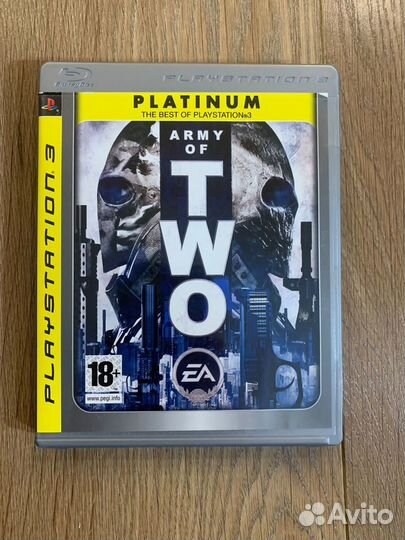 PLAYSTATION 3
PLATINUM
THE BEST OF PLAYSTATION®3
PLAYSTATION 3
ARMY
OF
TWO
EA
18+
www.pegi.info
Avito